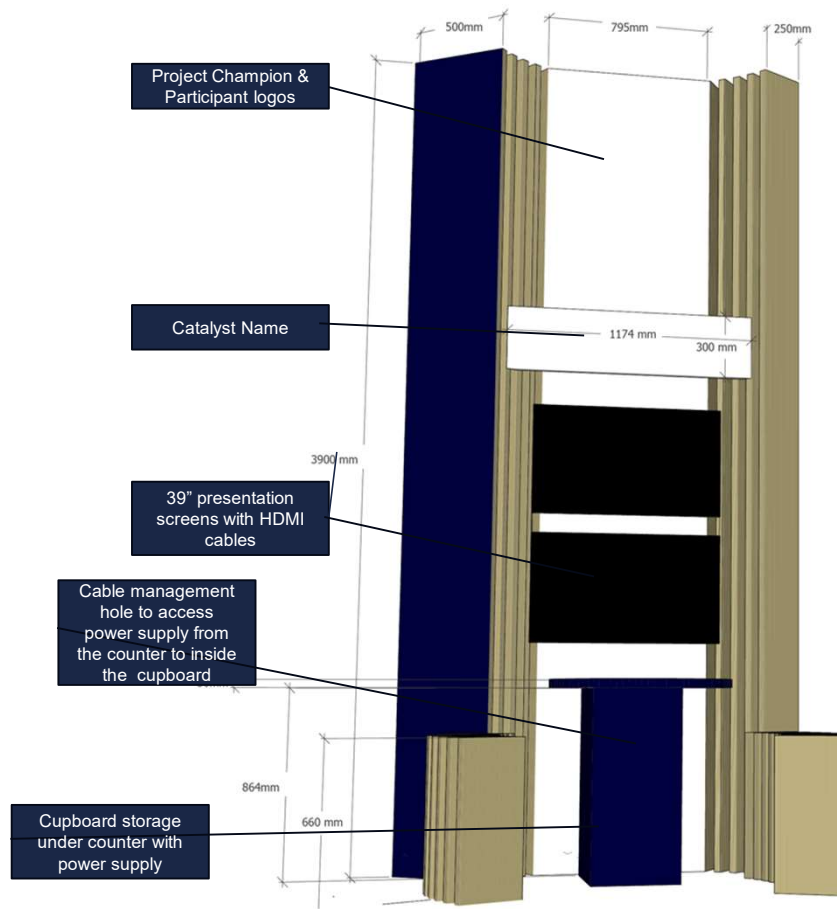 500mm
795mm
250mm
Project Champion &
Participant logos
Catalyst Name
1174 mm
300 mm
3900 mm
39” presentation
screens with HDMI
cables
Cable management
hole to access
power supply from
the counter to inside
the cupboard
864mm
660 mm
Cupboard storage
under counter with
power supply